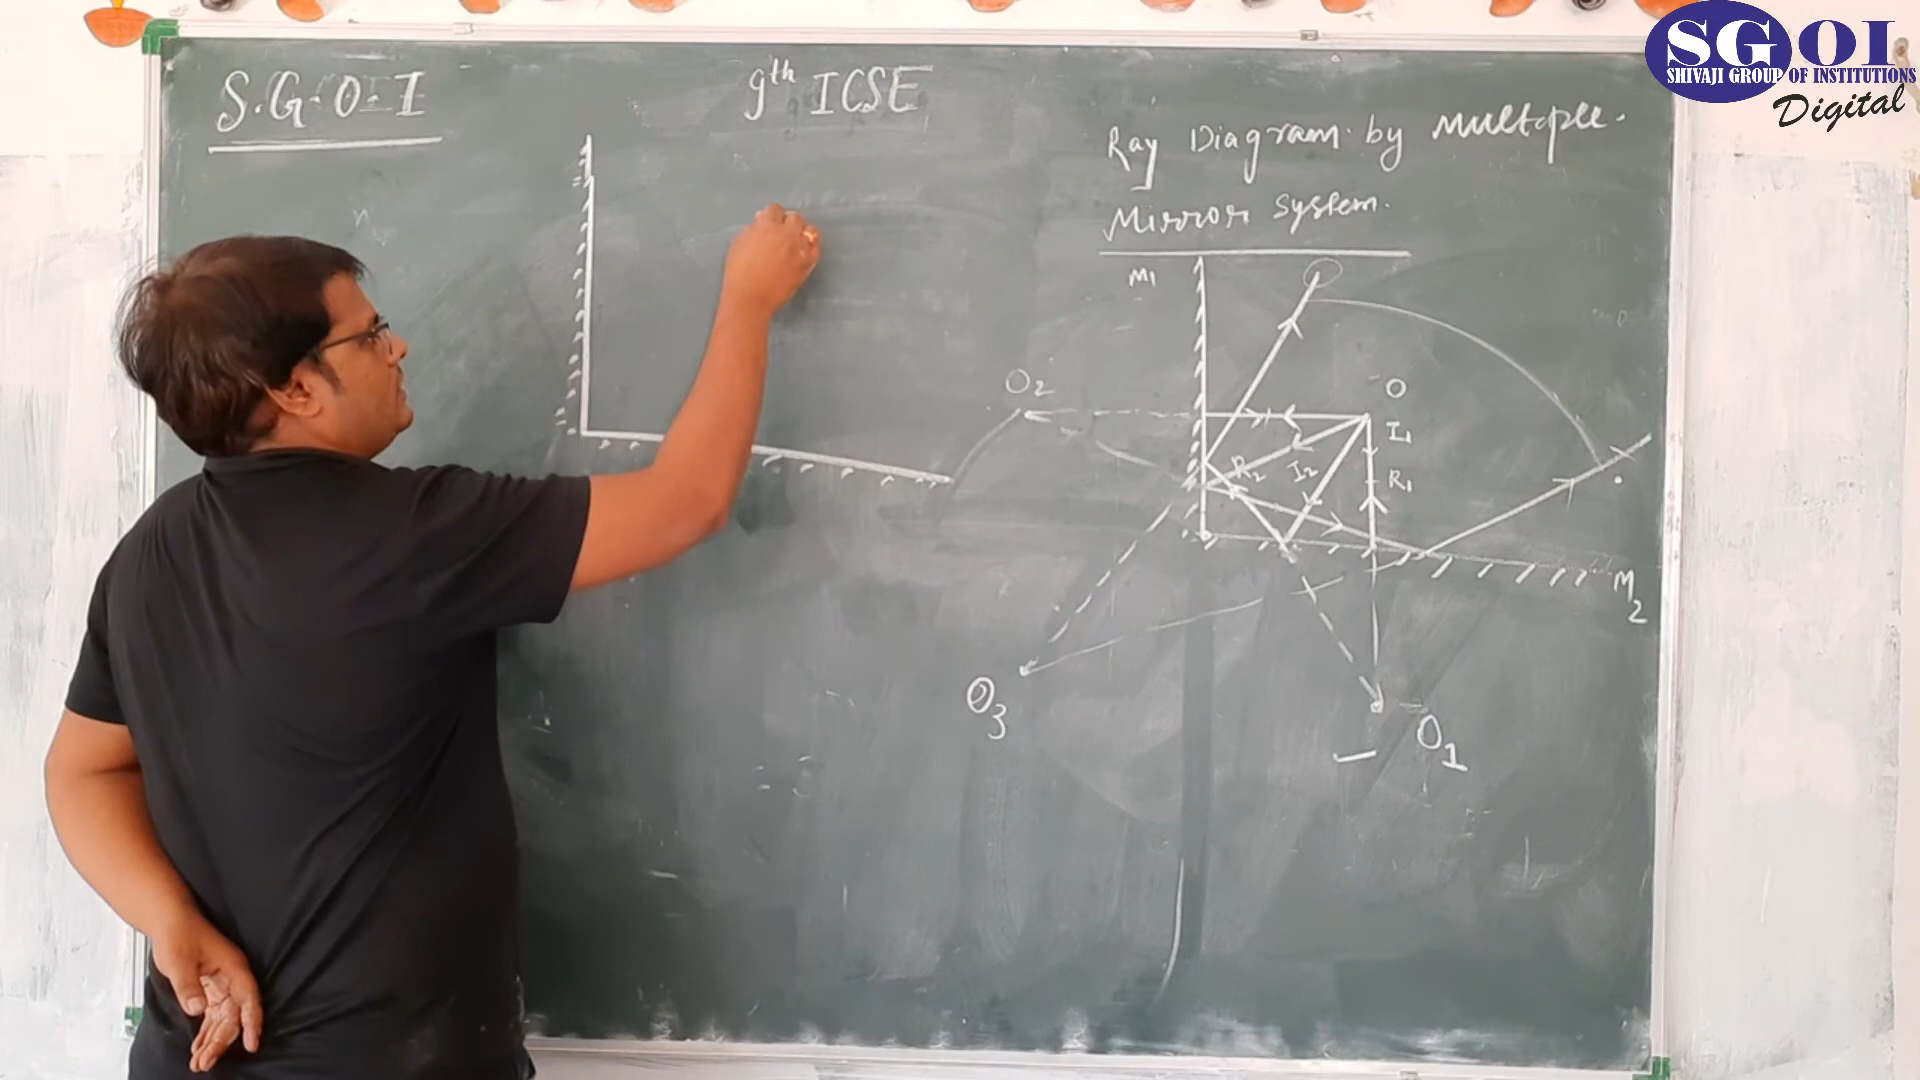 SGOI
SHIVAJI GROUP OF INSTITUTIONS
Digital
S.G.O.I
9th ICSE
Ray Diagram by Multiple.
Mirror System.
M1
O2
O
I1
R2
I2
R1
M2
O3
O1